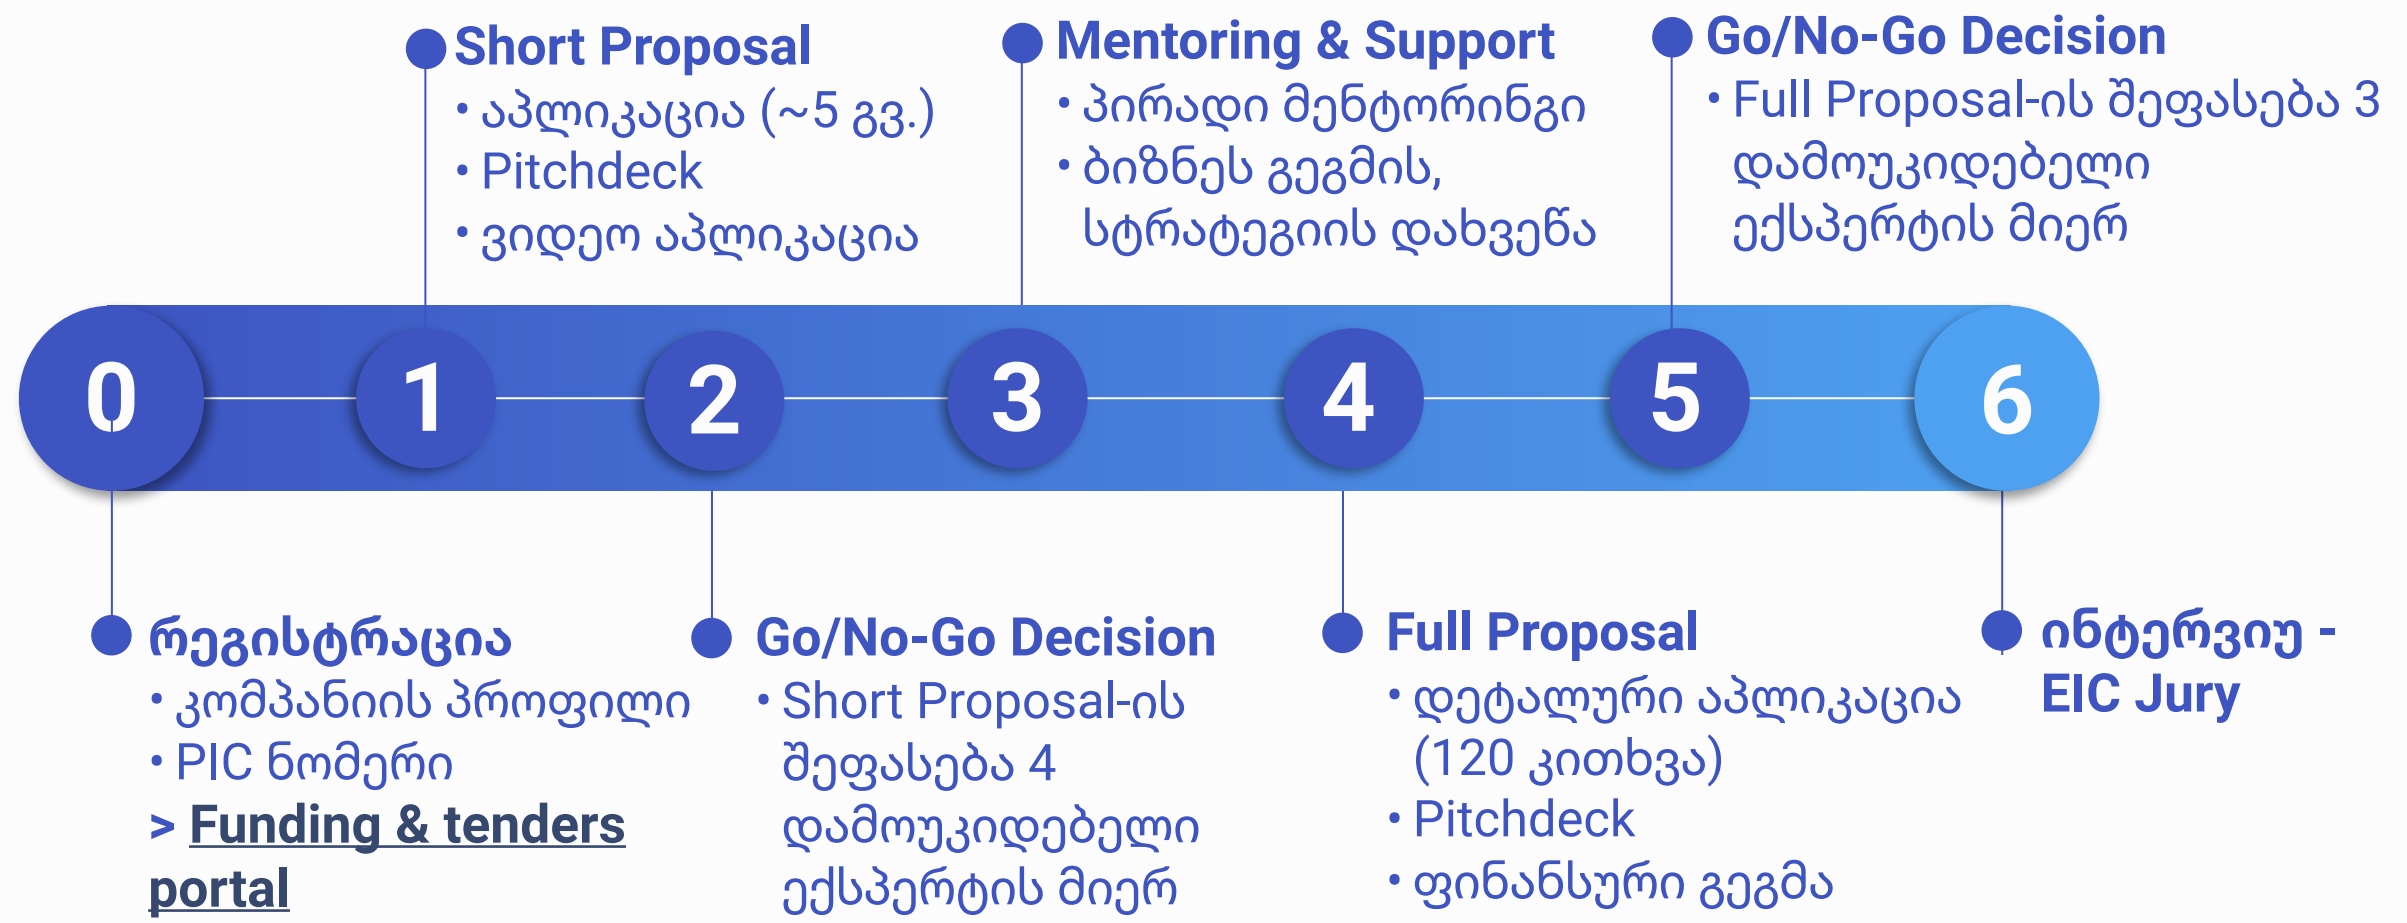 Short Proposal
• აპლიკაცია (~5 გვ.)
• Pitchdeck
• ვიდეო აპლიკაცია
Mentoring & Support
• პირადი მენტორინგი
• ბიზნეს გეგმის,
სტრატეგიის დახვეწა
Go/No-Go Decision
• Full Proposal-ის შეფასება 3
დამოუკიდებელი
ექსპერტის მიერ
0
1
2
3
4
5
6
რეგისტრაცია
• კომპანიის პროფილი
• PIC ნომერი
> Funding & tenders
portal
Go/No-Go Decision
• Short Proposal-ის
შეფასება 4
დამოუკიდებელი
ექსპერტის მიერ
Full Proposal
• დეტალური აპლიკაცია
(120 კითხვა)
• Pitchdeck
• ფინანსური გეგმა
ინტერვიუ -
EIC Jury